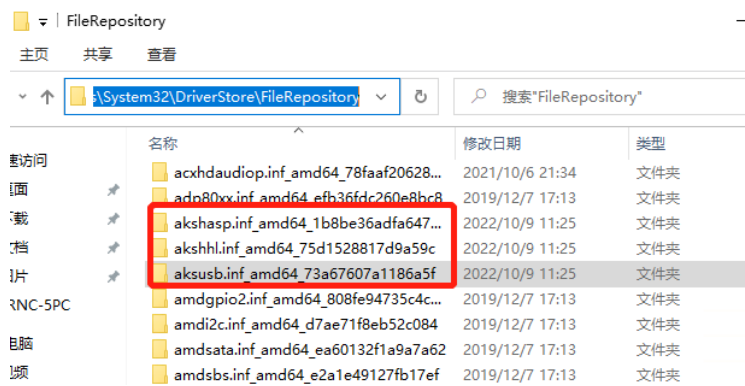 FileRepository
主页 共享 查看
s\System32\DriverStore\FileRepository 搜索"FileRepository"
名称 修改日期 类型
速访问
acxhdaudiop.inf_amd64_78faaf20628... 2021/10/6 21:34 文件夹
面 adp80xx.inf_amd64_efb36fdc260e8bc8 2019/12/7 17:13 文件夹
下载 akshasp.inf_amd64_1b8be36adfa647... 2022/10/9 11:25 文件夹
文档 akshhl.inf_amd64_75d1528817d9a59c 2022/10/9 11:25 文件夹
图片 aksusb.inf_amd64_73a67607a1186a5f 2022/10/9 11:25 文件夹
RNC-5PC amdgpio2.inf_amd64_808fe94735c4c... 2019/12/7 17:13 文件夹
amdi2c.inf_amd64_d7ae71f8eb52c084 2019/12/7 17:13 文件夹
电脑 amdsata.inf_amd64_ea60132f1a9a7a62 2019/12/7 17:13 文件夹
视频 amdsbs.inf_amd64_e2a1e49127fb17ef 2019/12/7 17:13 文件夹